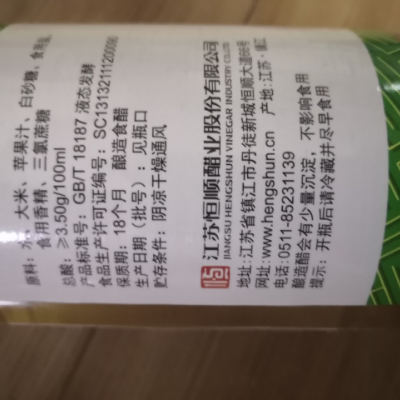 原料：水、大米、苹果汁、白砂糖、食用盐、
食用香精、三氯蔗糖
总酸：≥3.50g/100ml
产品标准号：GB/T 18187 液态发酵
食品生产许可证编号：SC13132111200090
保质期：18个月 酿造食醋
生产日期（批号）：见瓶口
贮存条件：阴凉干燥通风
恒
江苏恒顺醋业股份有限公司
JIANGSU HENGSHUN VINEGAR INDUSTRY CO.,LTD
地址：江苏省镇江市丹徒新城恒顺大道66号
网址：www.hengshun.cn 产地：江苏·镇江
电话：0511-85231139
酿造醋会有少量沉淀，不影响食用
提示：开瓶后请冷藏并尽早食用